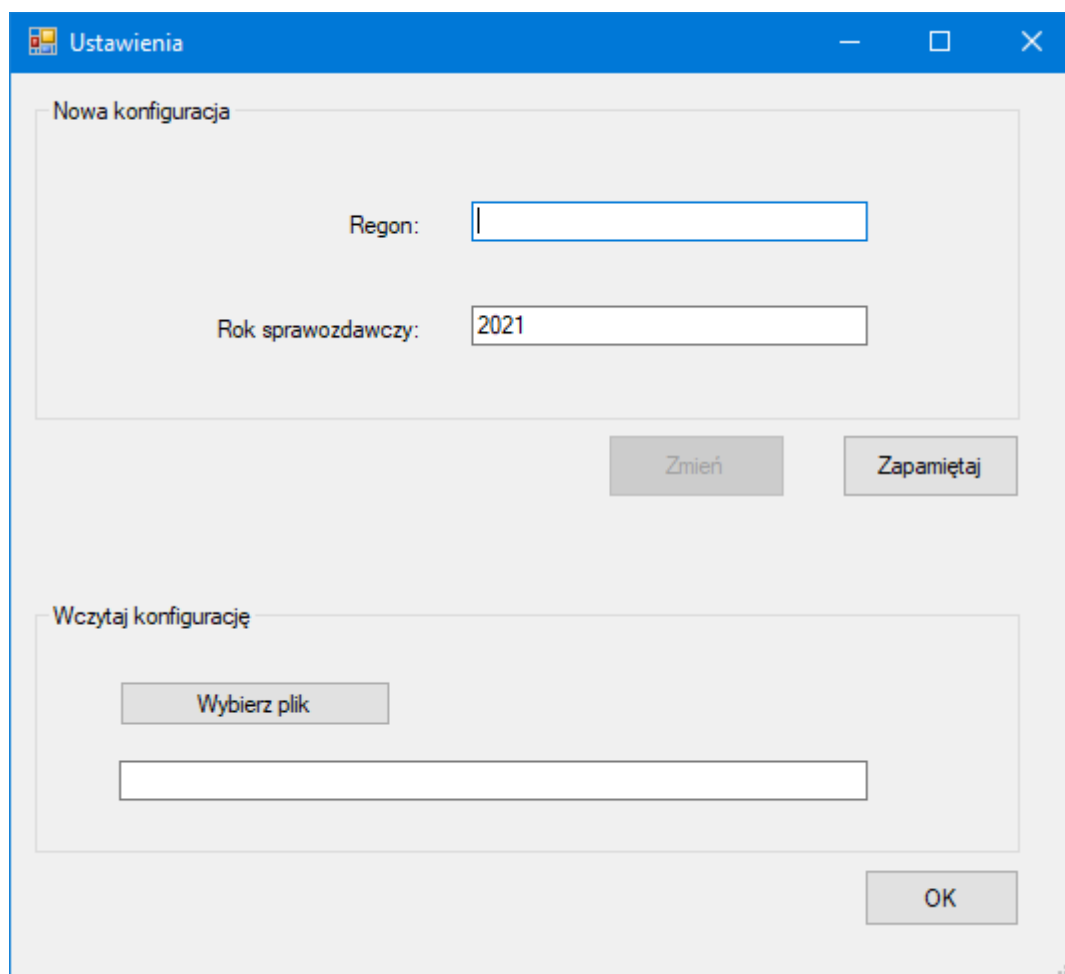 Ustawienia
Nowa konfiguracja
Regon:
Rok sprawozdawczy: 2021
Zmień Zapamiętaj
Wczytaj konfigurację
Wybierz plik
OK